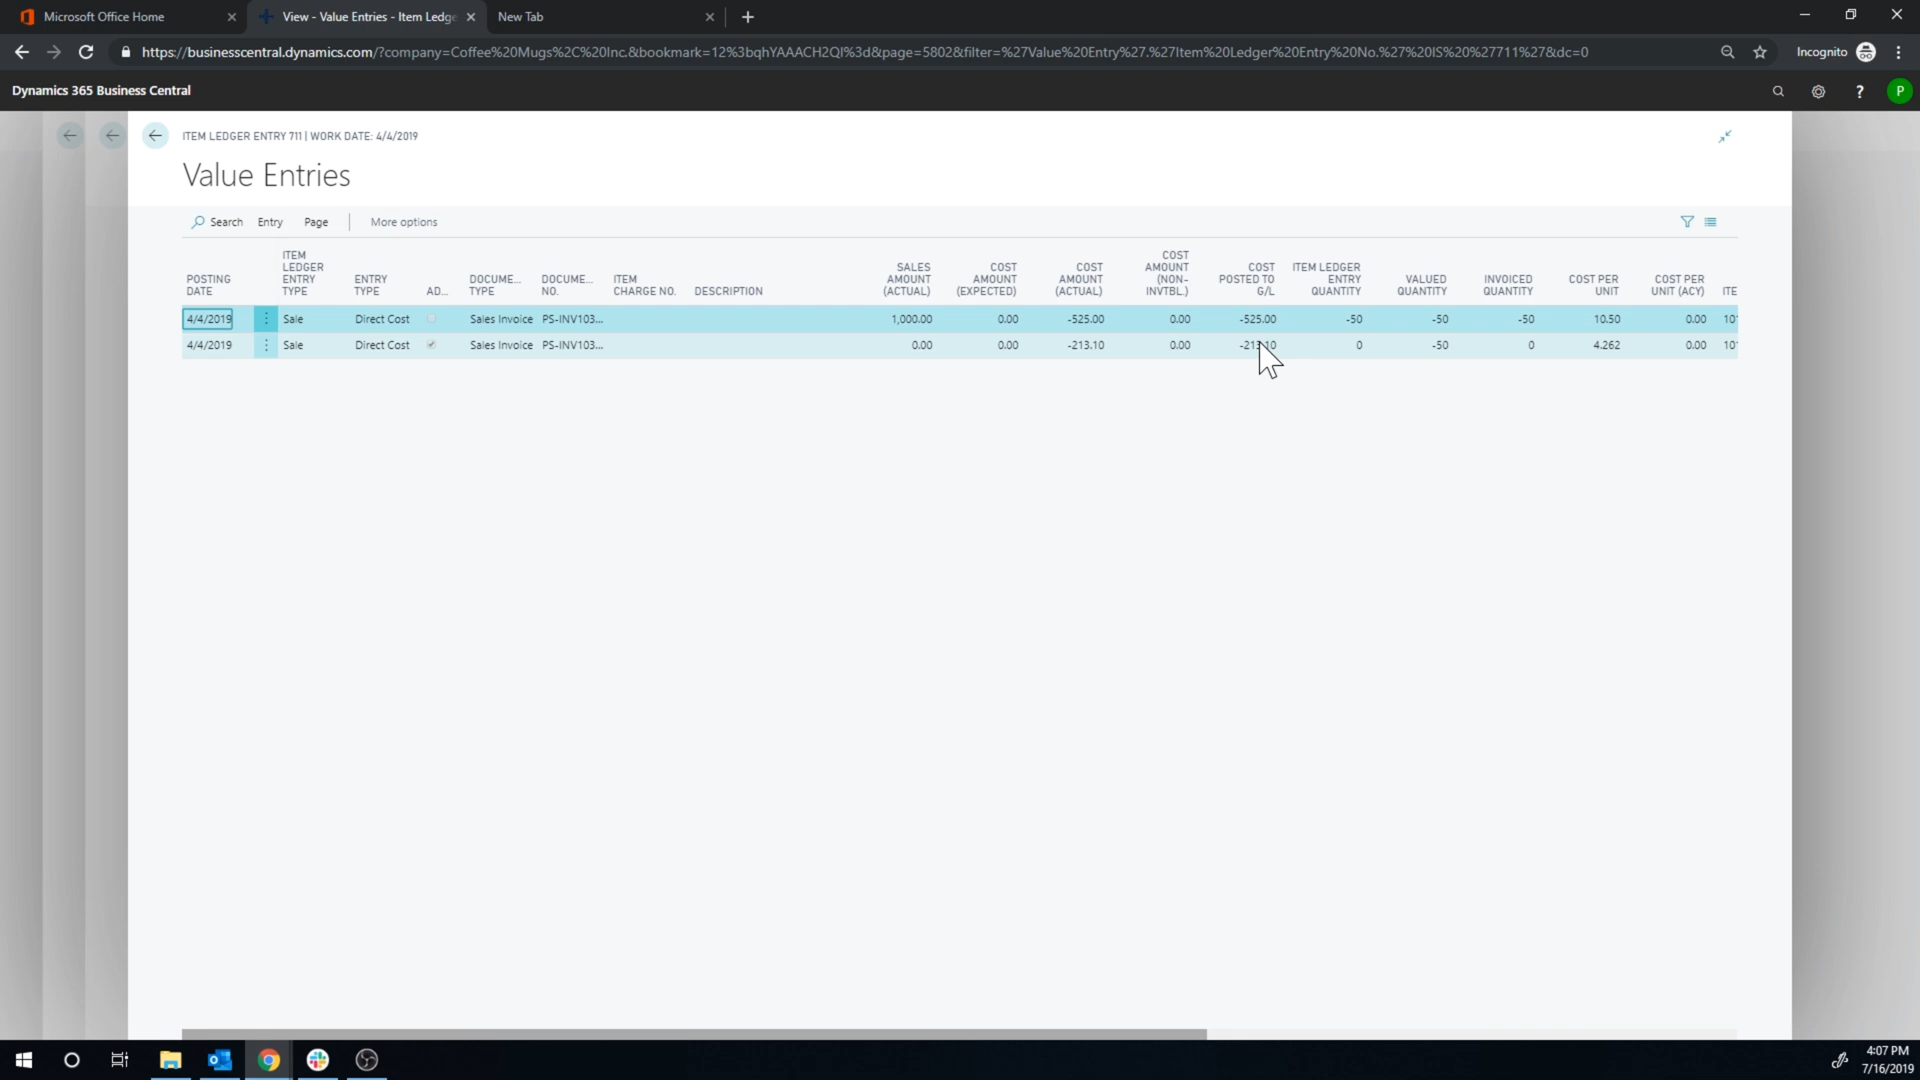 Microsoft Office Home
View - Value Entries - Item Ledge
New Tab
https://businesscentral.dynamics.com/?company=Coffee%20Mugs%2C%20Inc.&bookmark=12%3bqhYAAACH2QI%3d&page=5802&filter=%27Value%20Entry%27.%27Item%20Ledger%20Entry%20No.%27%20IS%20%27711%27&dc=0
Incognito
Dynamics 365 Business Central
?
P
ITEM LEDGER ENTRY 711 | WORK DATE: 4/4/2019
Value Entries
Search Entry Page More options
POSTING DATE
ITEM LEDGER ENTRY TYPE
ENTRY TYPE
AD...
DOCUME... TYPE
DOCUME... NO.
ITEM CHARGE NO.
DESCRIPTION
SALES AMOUNT (ACTUAL)
COST AMOUNT (EXPECTED)
COST AMOUNT (ACTUAL)
COST AMOUNT (NON-INVTBL.)
COST POSTED TO G/L
ITEM LEDGER ENTRY QUANTITY
VALUED QUANTITY
INVOICED QUANTITY
COST PER UNIT
COST PER UNIT (ACY)
ITE
4/4/2019 Sale Direct Cost Sales Invoice PS-INV103... 1,000.00 0.00 -525.00 0.00 -525.00 -50 -50 -50 10.50 0.00 10
4/4/2019 Sale Direct Cost Sales Invoice PS-INV103... 0.00 0.00 -213.10 0.00 -213.10 0 -50 0 4.262 0.00 10
4:07 PM
7/16/2019